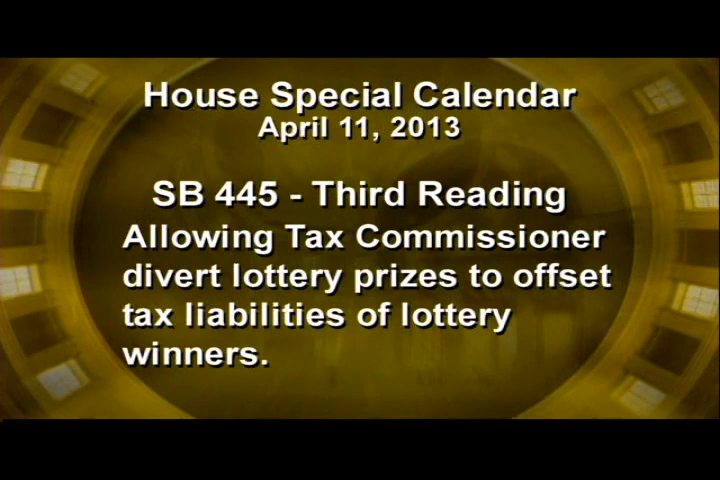 House Special Calendar
April 11, 2013
SB 445 - Third Reading
Allowing Tax Commissioner
divert lottery prizes to offset
tax liabilities of lottery
winners.